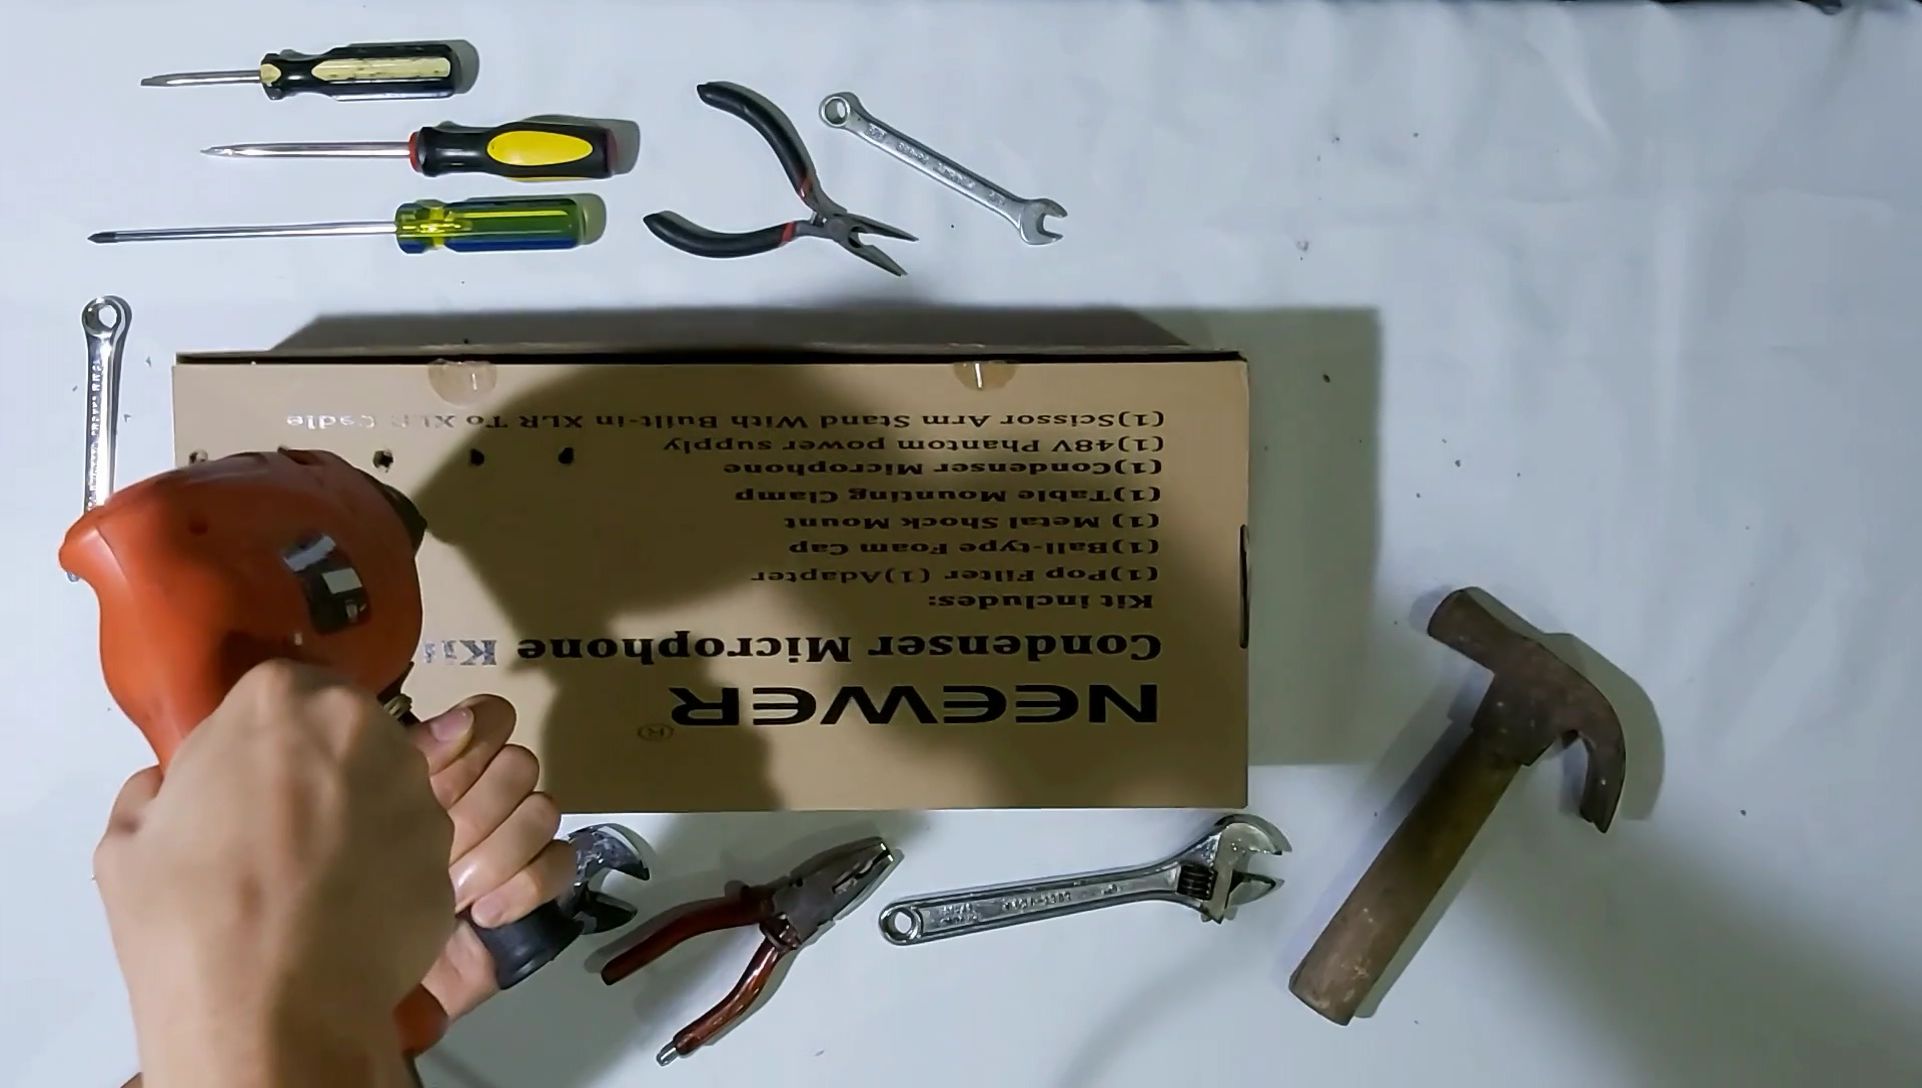 NEEWER®
Condenser Microphone Kit
Kit includes:
(1)Pop Filter (1)Adapter
(1)Ball-type Foam Cap
(1) Metal Shock Mount
(1)Table Mounting Clamp
(1)Condenser Microphone
(1)48V Phantom power supply
(1)Scissor Arm Stand With Built-in XLR To XLR Cable